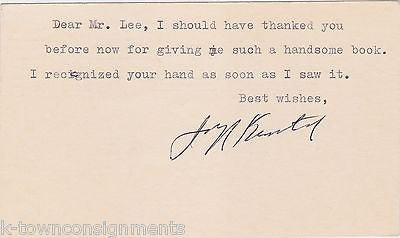 Dear Mr. Lee, I should have thanked you
before now for giving me such a handsome book.
I recognized your hand as soon as I saw it.
Best wishes,
k-townconsignments